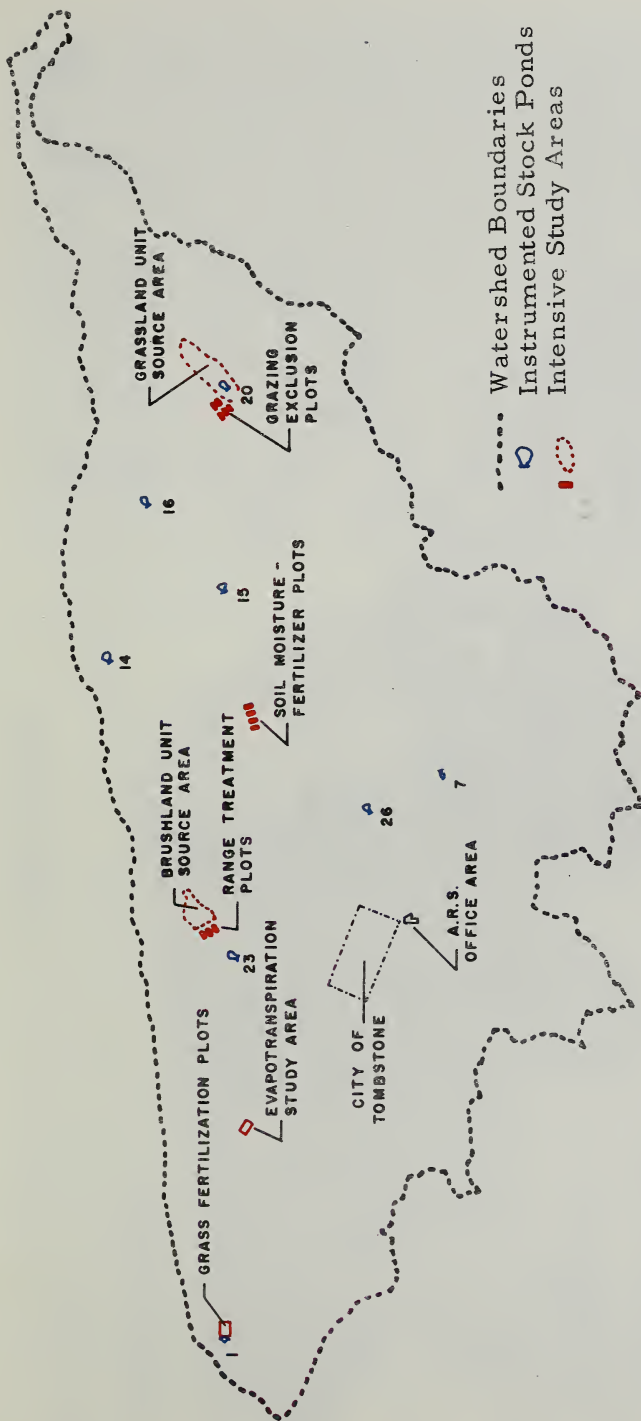 GRASS FERTILIZATION PLOTS
1
EVAPOTRANSPIRATION
STUDY AREA
BRUSHLAND UNIT
SOURCE AREA
RANGE TREATMENT
PLOTS
23
CITY OF
TOMBSTONE
A.R.S.
OFFICE AREA
SOIL MOISTURE-
FERTILIZER PLOTS
14
15
16
26
7
GRASSLAND UNIT
SOURCE AREA
20
GRAZING
EXCLUSION
PLOTS
Watershed Boundaries
Instrumented Stock Ponds
Intensive Study Areas